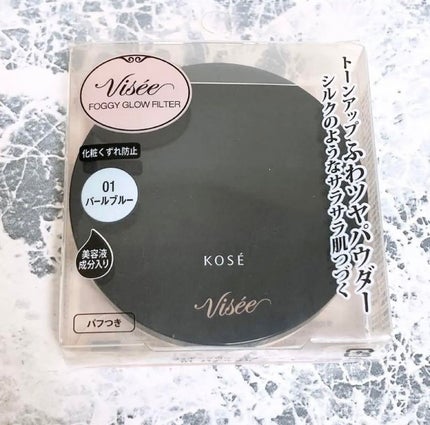 Visée
FOGGY GLOW FILTER
化粧くずれ防止
01
パールブルー
美容液
成分入り
パフつき
KOSÉ
Visée
トーンアップふわツヤパウダー
シルクのようなサラサラ肌つづく